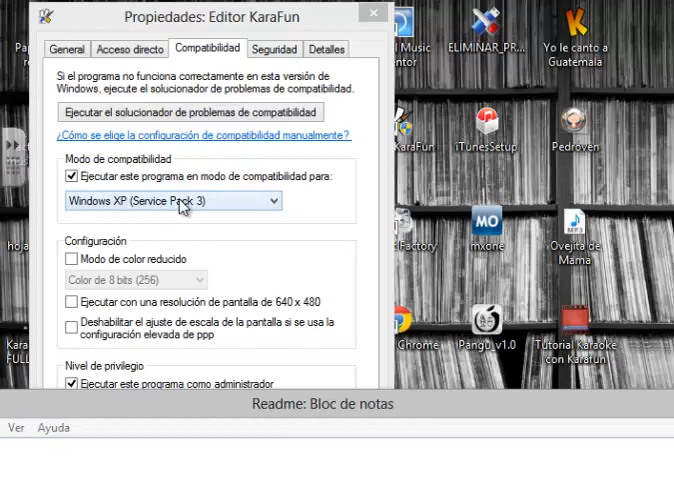 Propiedades: Editor KaraFun
General
Acceso directo
Compatibilidad
Seguridad
Detalles
Si el programa no funciona correctamente en esta versión de
Windows, ejecute el solucionador de problemas de compatibilidad.
Ejecutar el solucionador de problemas de compatibilidad
¿Cómo se elige la configuración de compatibilidad manualmente?
Modo de compatibilidad
Ejecutar este programa en modo de compatibilidad para:
Windows XP (Service Pack 3)
Configuración
Modo de color reducido
Color de 8 bits (256)
Ejecutar con una resolución de pantalla de 640 x 480
Deshabilitar el ajuste de escala de la pantalla si se usa la
configuración elevada de ppp
Nivel de privilegio
Ejecutar este programa como administrador
Music
ELIMINAR_PR...
Yo le canto a
Guatemala
KaraFun
iTunesSetup
Pedroven
Factory
MO
mxone
MP3
Ovejita de
Mama
hoja
Chrome
Pangu_v1.0
Tutorial Karaoke
con Karafun
Kara
FULL
Readme: Bloc de notas
Ver
Ayuda